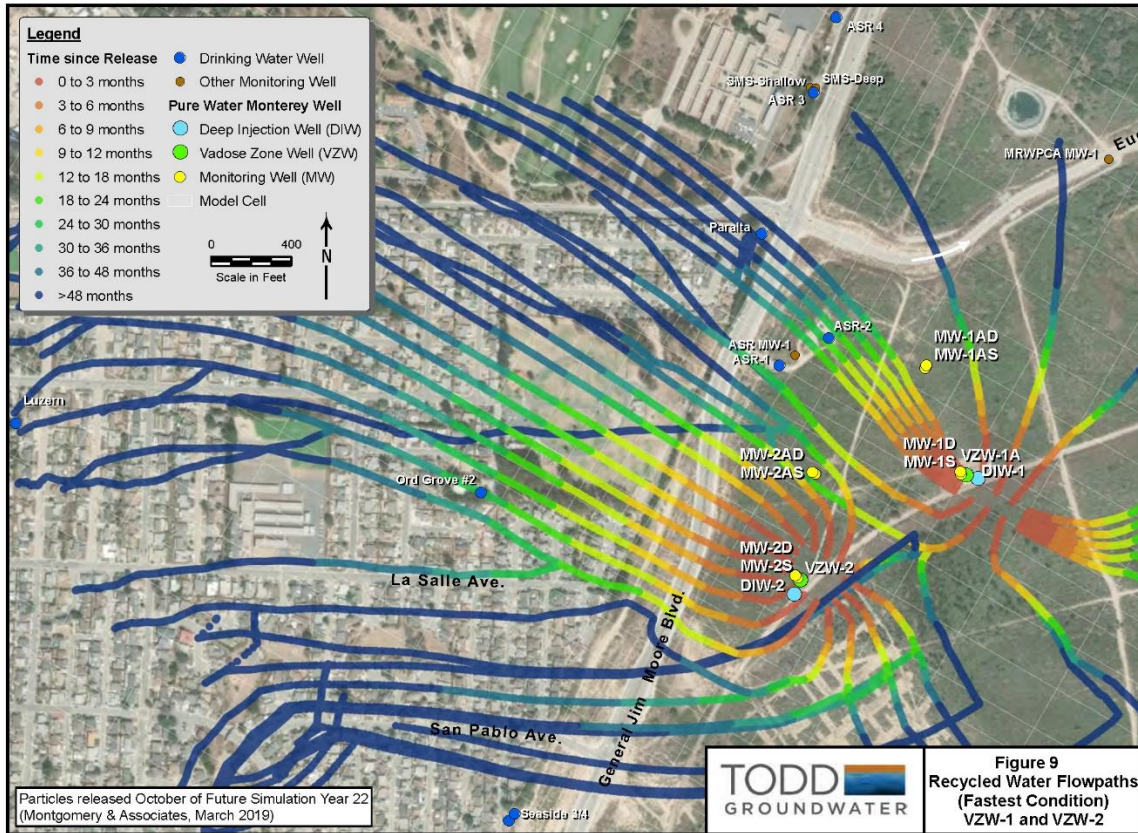 Legend
Time since Release
0 to 3 months
3 to 6 months
6 to 9 months
9 to 12 months
12 to 18 months
18 to 24 months
24 to 30 months
30 to 36 months
36 to 48 months
>48 months
Drinking Water Well
Other Monitoring Well
Pure Water Monterey Well
Deep Injection Well (DIW)
Vadose Zone Well (VZW)
Monitoring Well (MW)
Model Cell
0 400
Scale in Feet
N
ASR 4
SMS-Shallow
SMS-Deep
ASR 3
MRWPCA MW-1
Eu
Paralta
ASR-2
ASR MW-1
ASR-1
MW-1AD
MW-1AS
Luzern
MW-1D
MW-1S
VZW-1A
DIW-1
MW-2AD
MW-2AS
Ord Grove #2
MW-2D
MW-2S
VZW-2
DIW-2
La Salle Ave.
General Jim Moore Blvd.
San Pablo Ave.
Seaside 3/4
Particles released October of Future Simulation Year 22
(Montgomery & Associates, March 2019)
TODD
GROUNDWATER
Figure 9
Recycled Water Flowpaths
(Fastest Condition)
VZW-1 and VZW-2